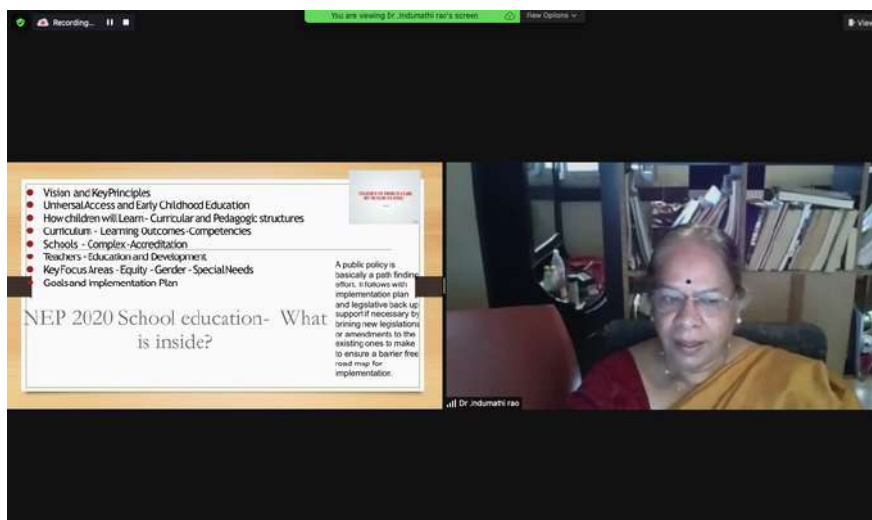 Recording...
You are viewing Dr .Indumathi rao's screen
View Options
View
Vision and Key Principles
Universal Access and Early Childhood Education
How children will Learn - Curricular and Pedagogic structures
Curriculum - Learning Outcomes -Competencies
Schools - Complex -Accreditation
Teachers - Education and Development
Key Focus Areas -Equity -Gender -Special Needs
Goals and Implementation Plan
NEP 2020 School education- What
is inside?
A public policy is
basically a path finding
effort. It follows with
implementation plan
and legislative back up
support if necessary by
brining new legislations
or amendments to the
existing ones to make
to ensure a barrier free
road map for
implementation.
Dr .Indumathi rao